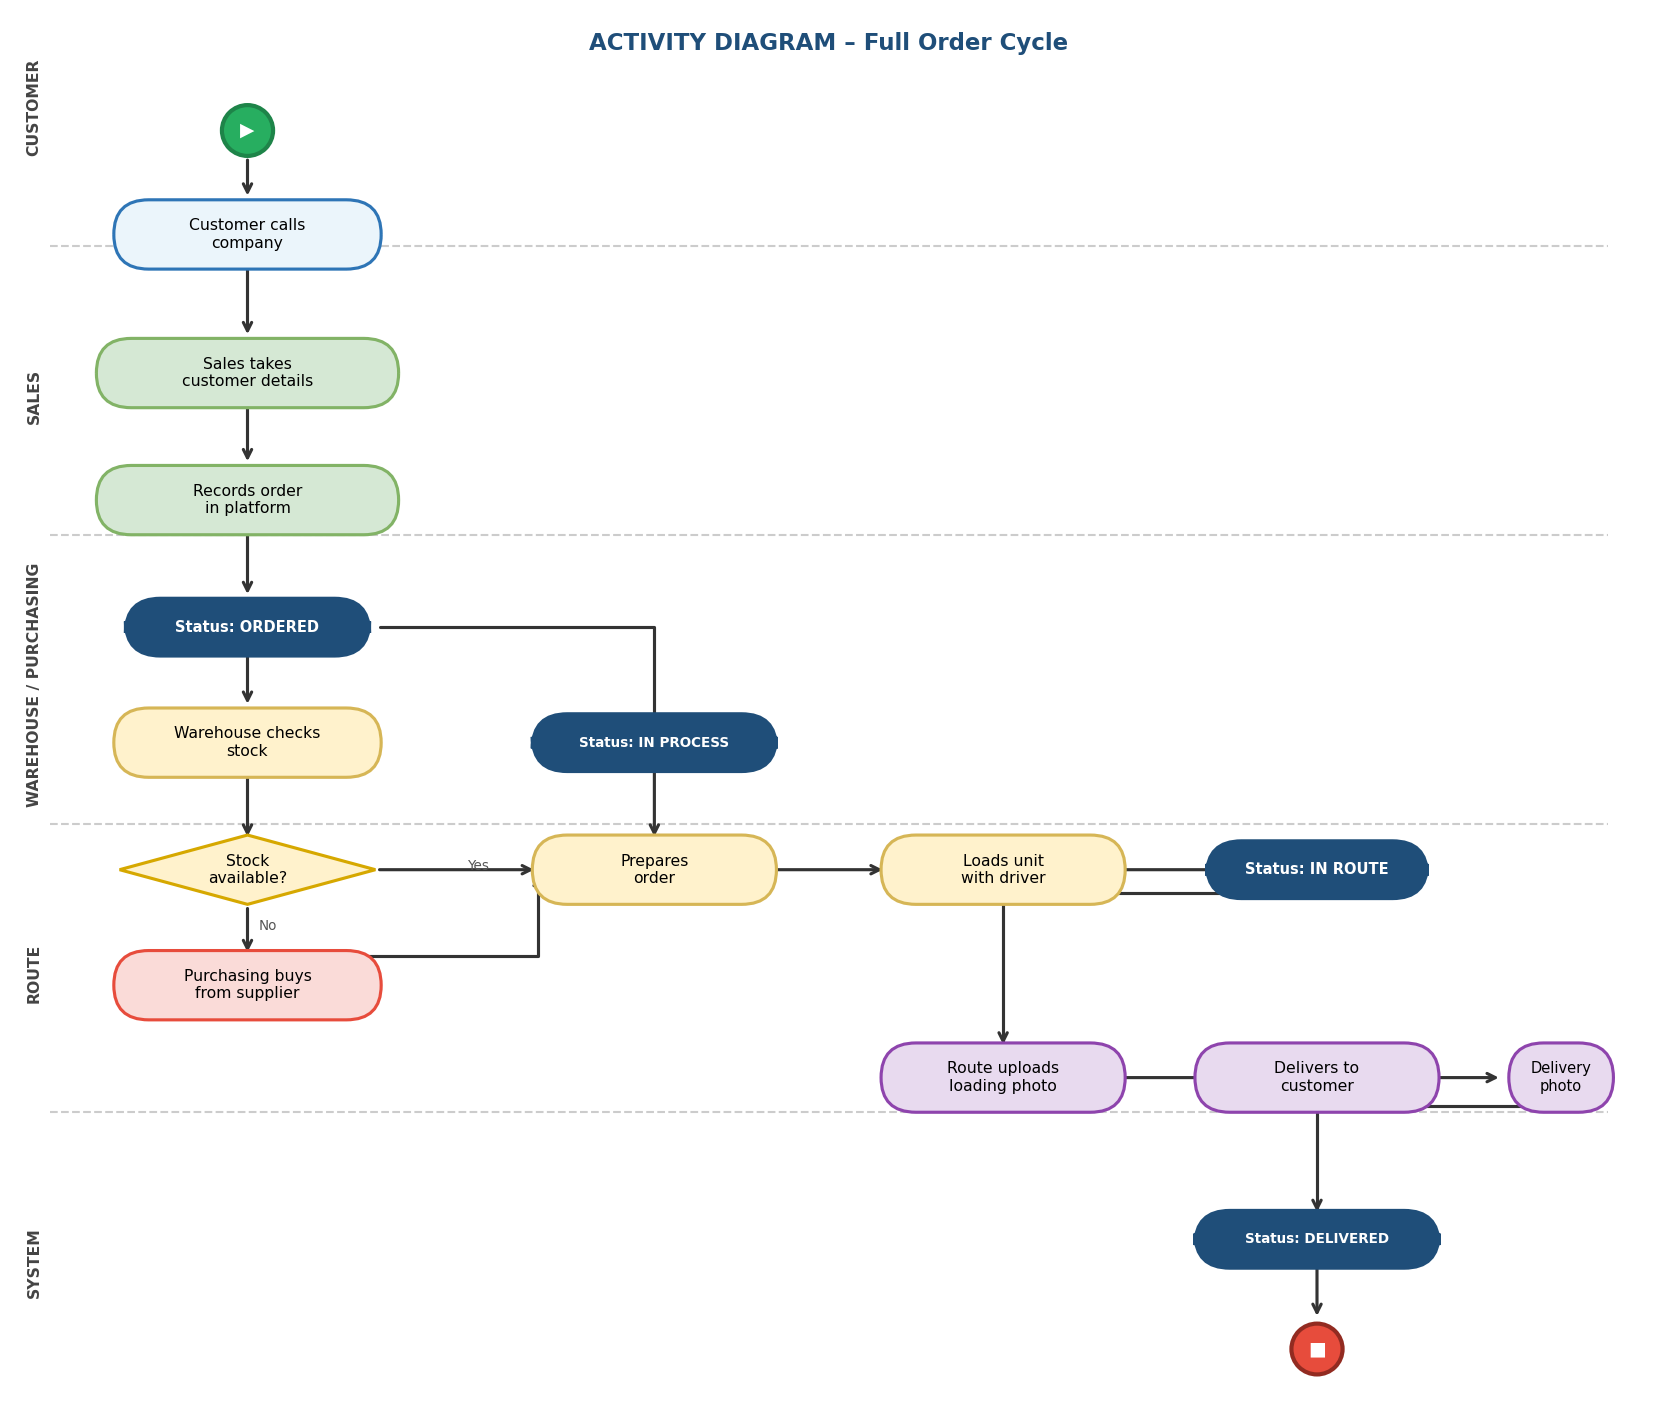 ACTIVITY DIAGRAM – Full Order Cycle
CUSTOMER
▶
Customer calls
company
SALES
Sales takes
customer details
Records order
in platform
WAREHOUSE / PURCHASING
Status: ORDERED
Warehouse checks
stock
Status: IN PROCESS
Stock
available?
Yes
Prepares
order
Loads unit
with driver
Status: IN ROUTE
No
ROUTE
Purchasing buys
from supplier
Route uploads
loading photo
Delivers to
customer
Delivery
photo
SYSTEM
Status: DELIVERED
■